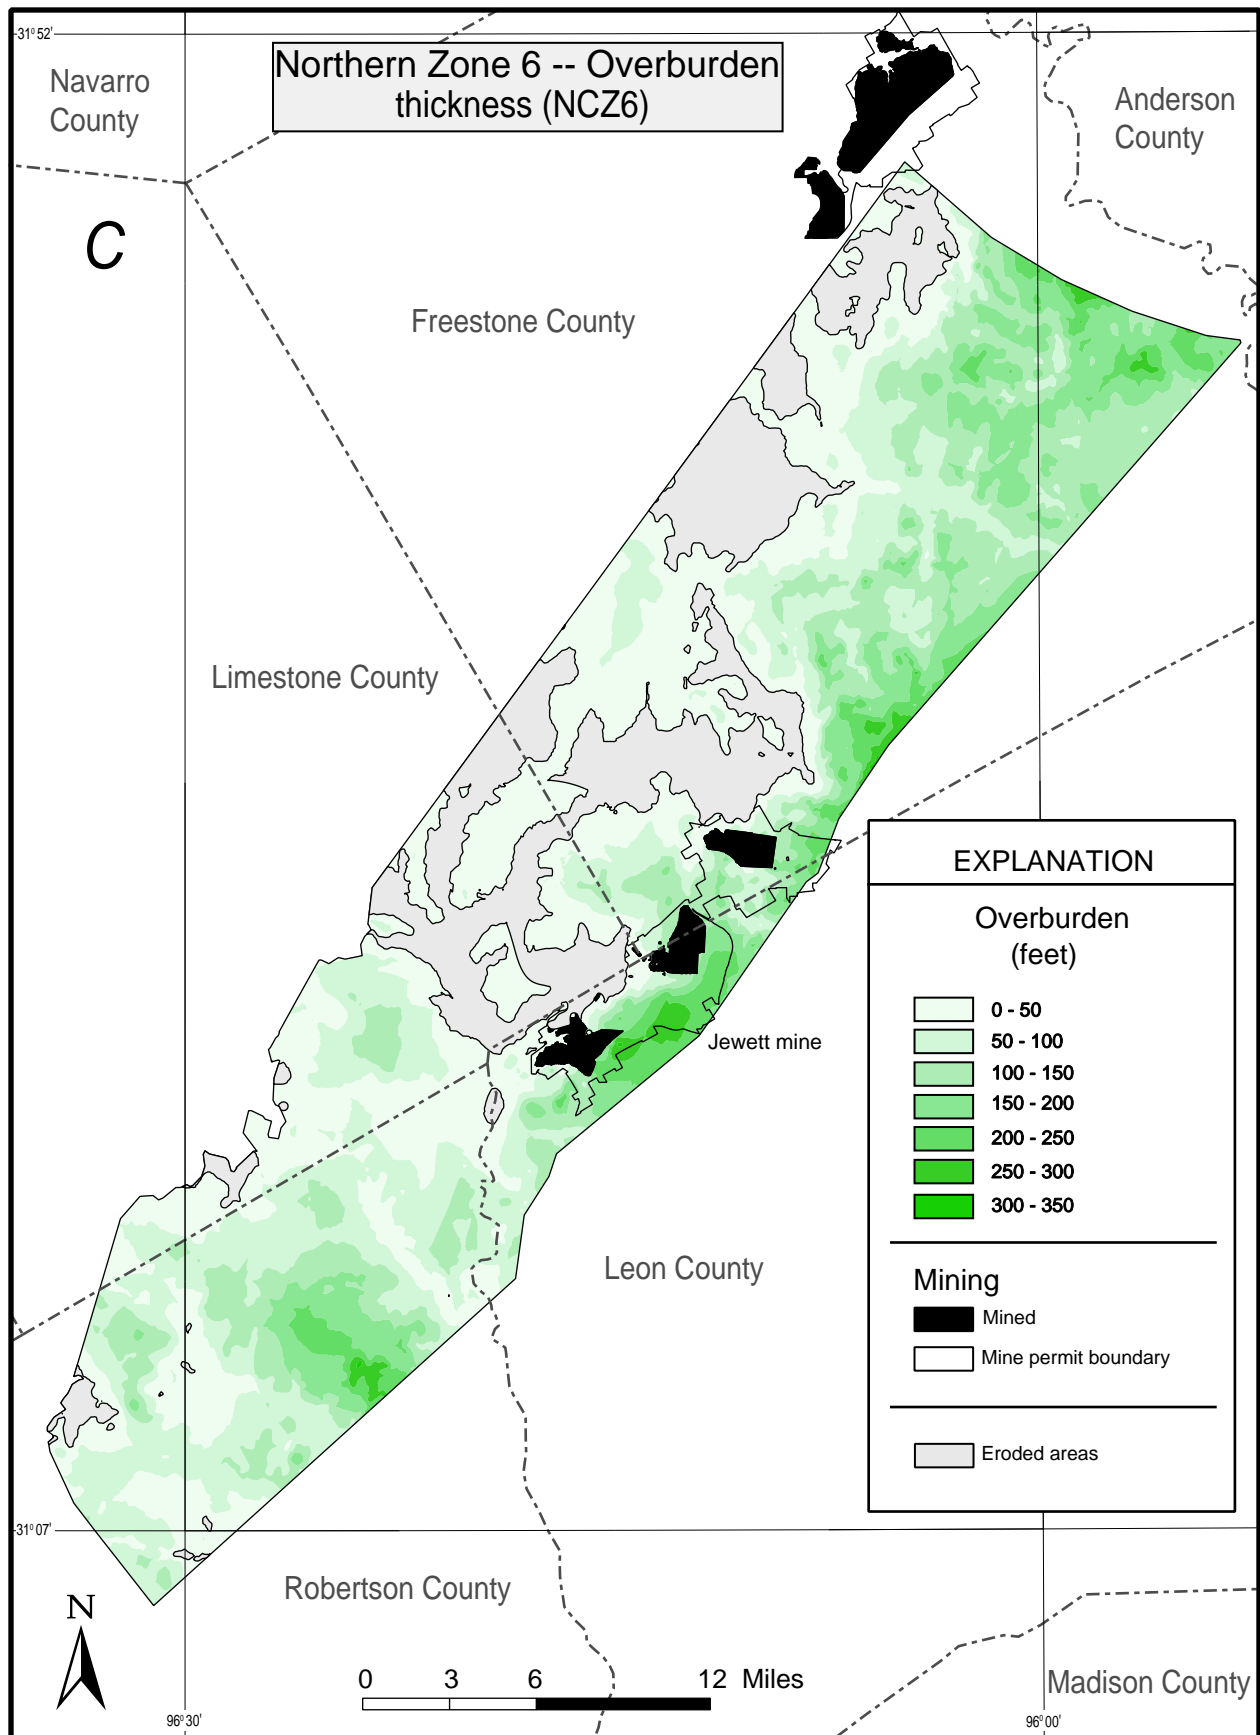 31° 52'
Northern Zone 6 -- Overburden
thickness (NCZ6)
Navarro
County
Anderson
County
C
Freestone County
Limestone County
EXPLANATION
Overburden
(feet)
0 - 50
50 - 100
100 - 150
150 - 200
200 - 250
250 - 300
300 - 350
Jewett mine
Leon County
Mining
Mined
Mine permit boundary
Eroded areas
31° 07'
Robertson County
N
0 3 6 12 Miles
Madison County
96° 30'
96° 00'